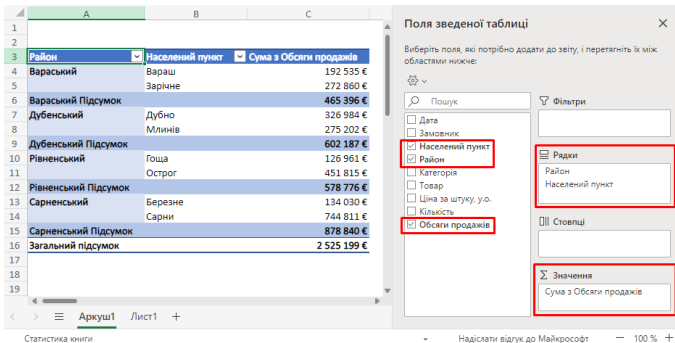 A B C
1
2
3 Район Населений пункт Сума з Обсяги продажів
4 Вараський Вараш 192 535 €
5 Зарічне 272 860 €
6 Вараський Підсумок 465 396 €
7 Дубенський Дубно 326 984 €
8 Млинів 275 202 €
9 Дубенський Підсумок 602 187 €
10 Рівненський Гоща 126 961 €
11 Острог 451 815 €
12 Рівненський Підсумок 578 776 €
13 Сарненський Березне 134 030 €
14 Сарни 744 811 €
15 Сарненський Підсумок 878 840 €
16 Загальний підсумок 2 525 199 €
17
18
19
Аркуш1 Лист1 +
Статистика книги
Поля зведеної таблиці
Виберіть поля, які потрібно додати до звіту, і перетягніть їх між
областями нижче:
Пошук
Дата
Замовник
Населений пункт
Район
Категорія
Товар
Ціна за штуку, у.о.
Кількість
Обсяги продажів
Фільтри
Рядки
Район
Населений пункт
Стовпці
Σ Значення
Сума з Обсяги продажів
Надіслати відгук до Майкрософт — 100 % +